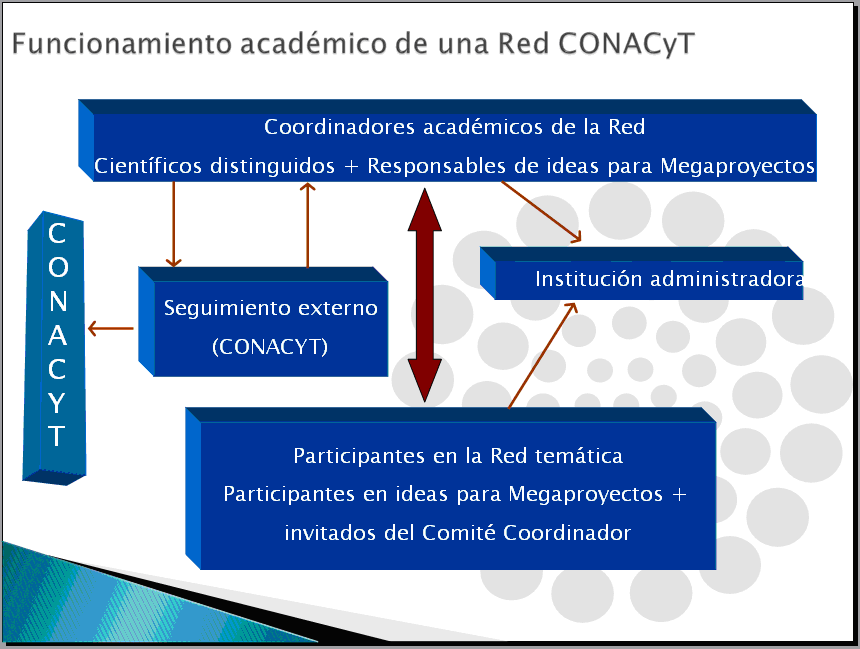 Funcionamiento académico de una Red CONACyT
Coordinadores académicos de la Red
Científicos distinguidos + Responsables de ideas para Megaproyectos
CONACYT
Seguimiento externo
(CONACYT)
Institución administradora
Participantes en la Red temática
Participantes en ideas para Megaproyectos +
invitados del Comité Coordinador